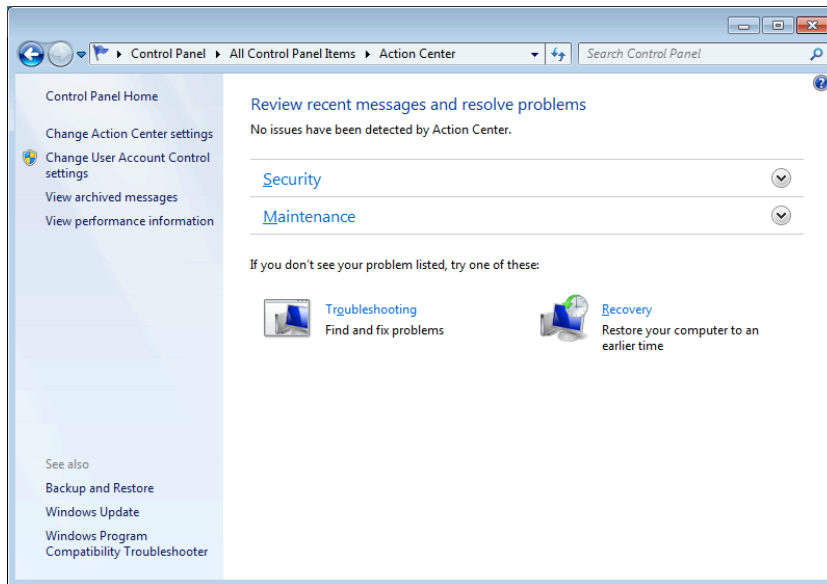 Control Panel
All Control Panel Items
Action Center
Search Control Panel
Control Panel Home
Change Action Center settings
Change User Account Control
settings
View archived messages
View performance information
See also
Backup and Restore
Windows Update
Windows Program
Compatibility Troubleshooter
Review recent messages and resolve problems
No issues have been detected by Action Center.
Security
Maintenance
If you don't see your problem listed, try one of these:
Troubleshooting
Find and fix problems
Recovery
Restore your computer to an
earlier time